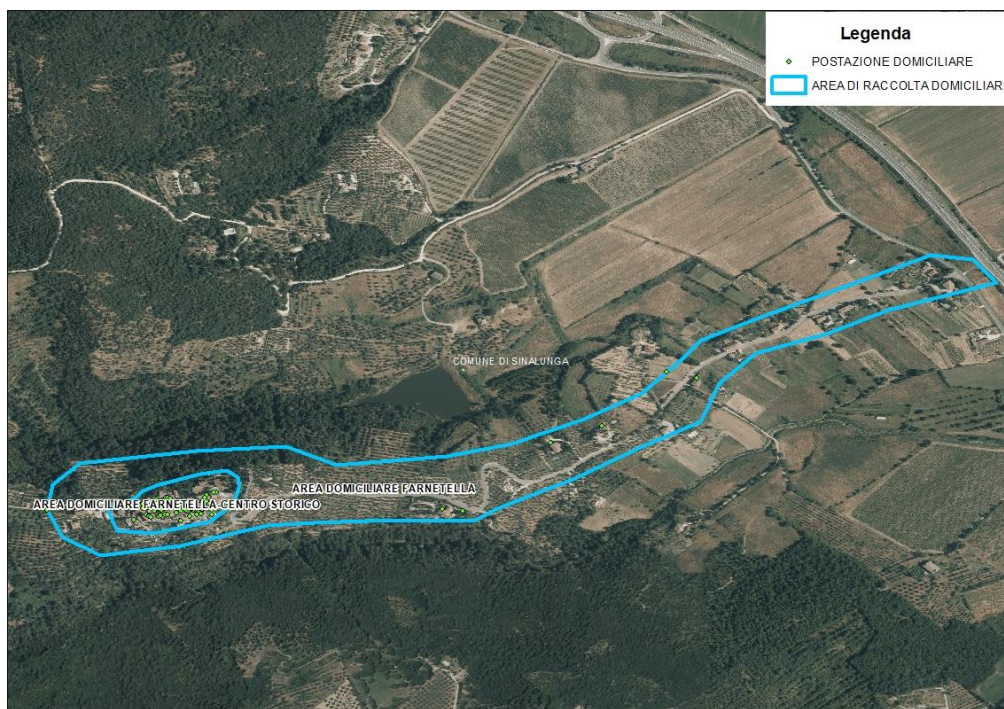 Legenda
POSTAZIONE DOMICILIARE
AREA DI RACCOLTA DOMICILIARE
COMUNE DI SINALUNGA
AREA DOMICILIARE FARNETELLA
AREA DOMICILIARE FARNETELLA-CENTRO STORICO